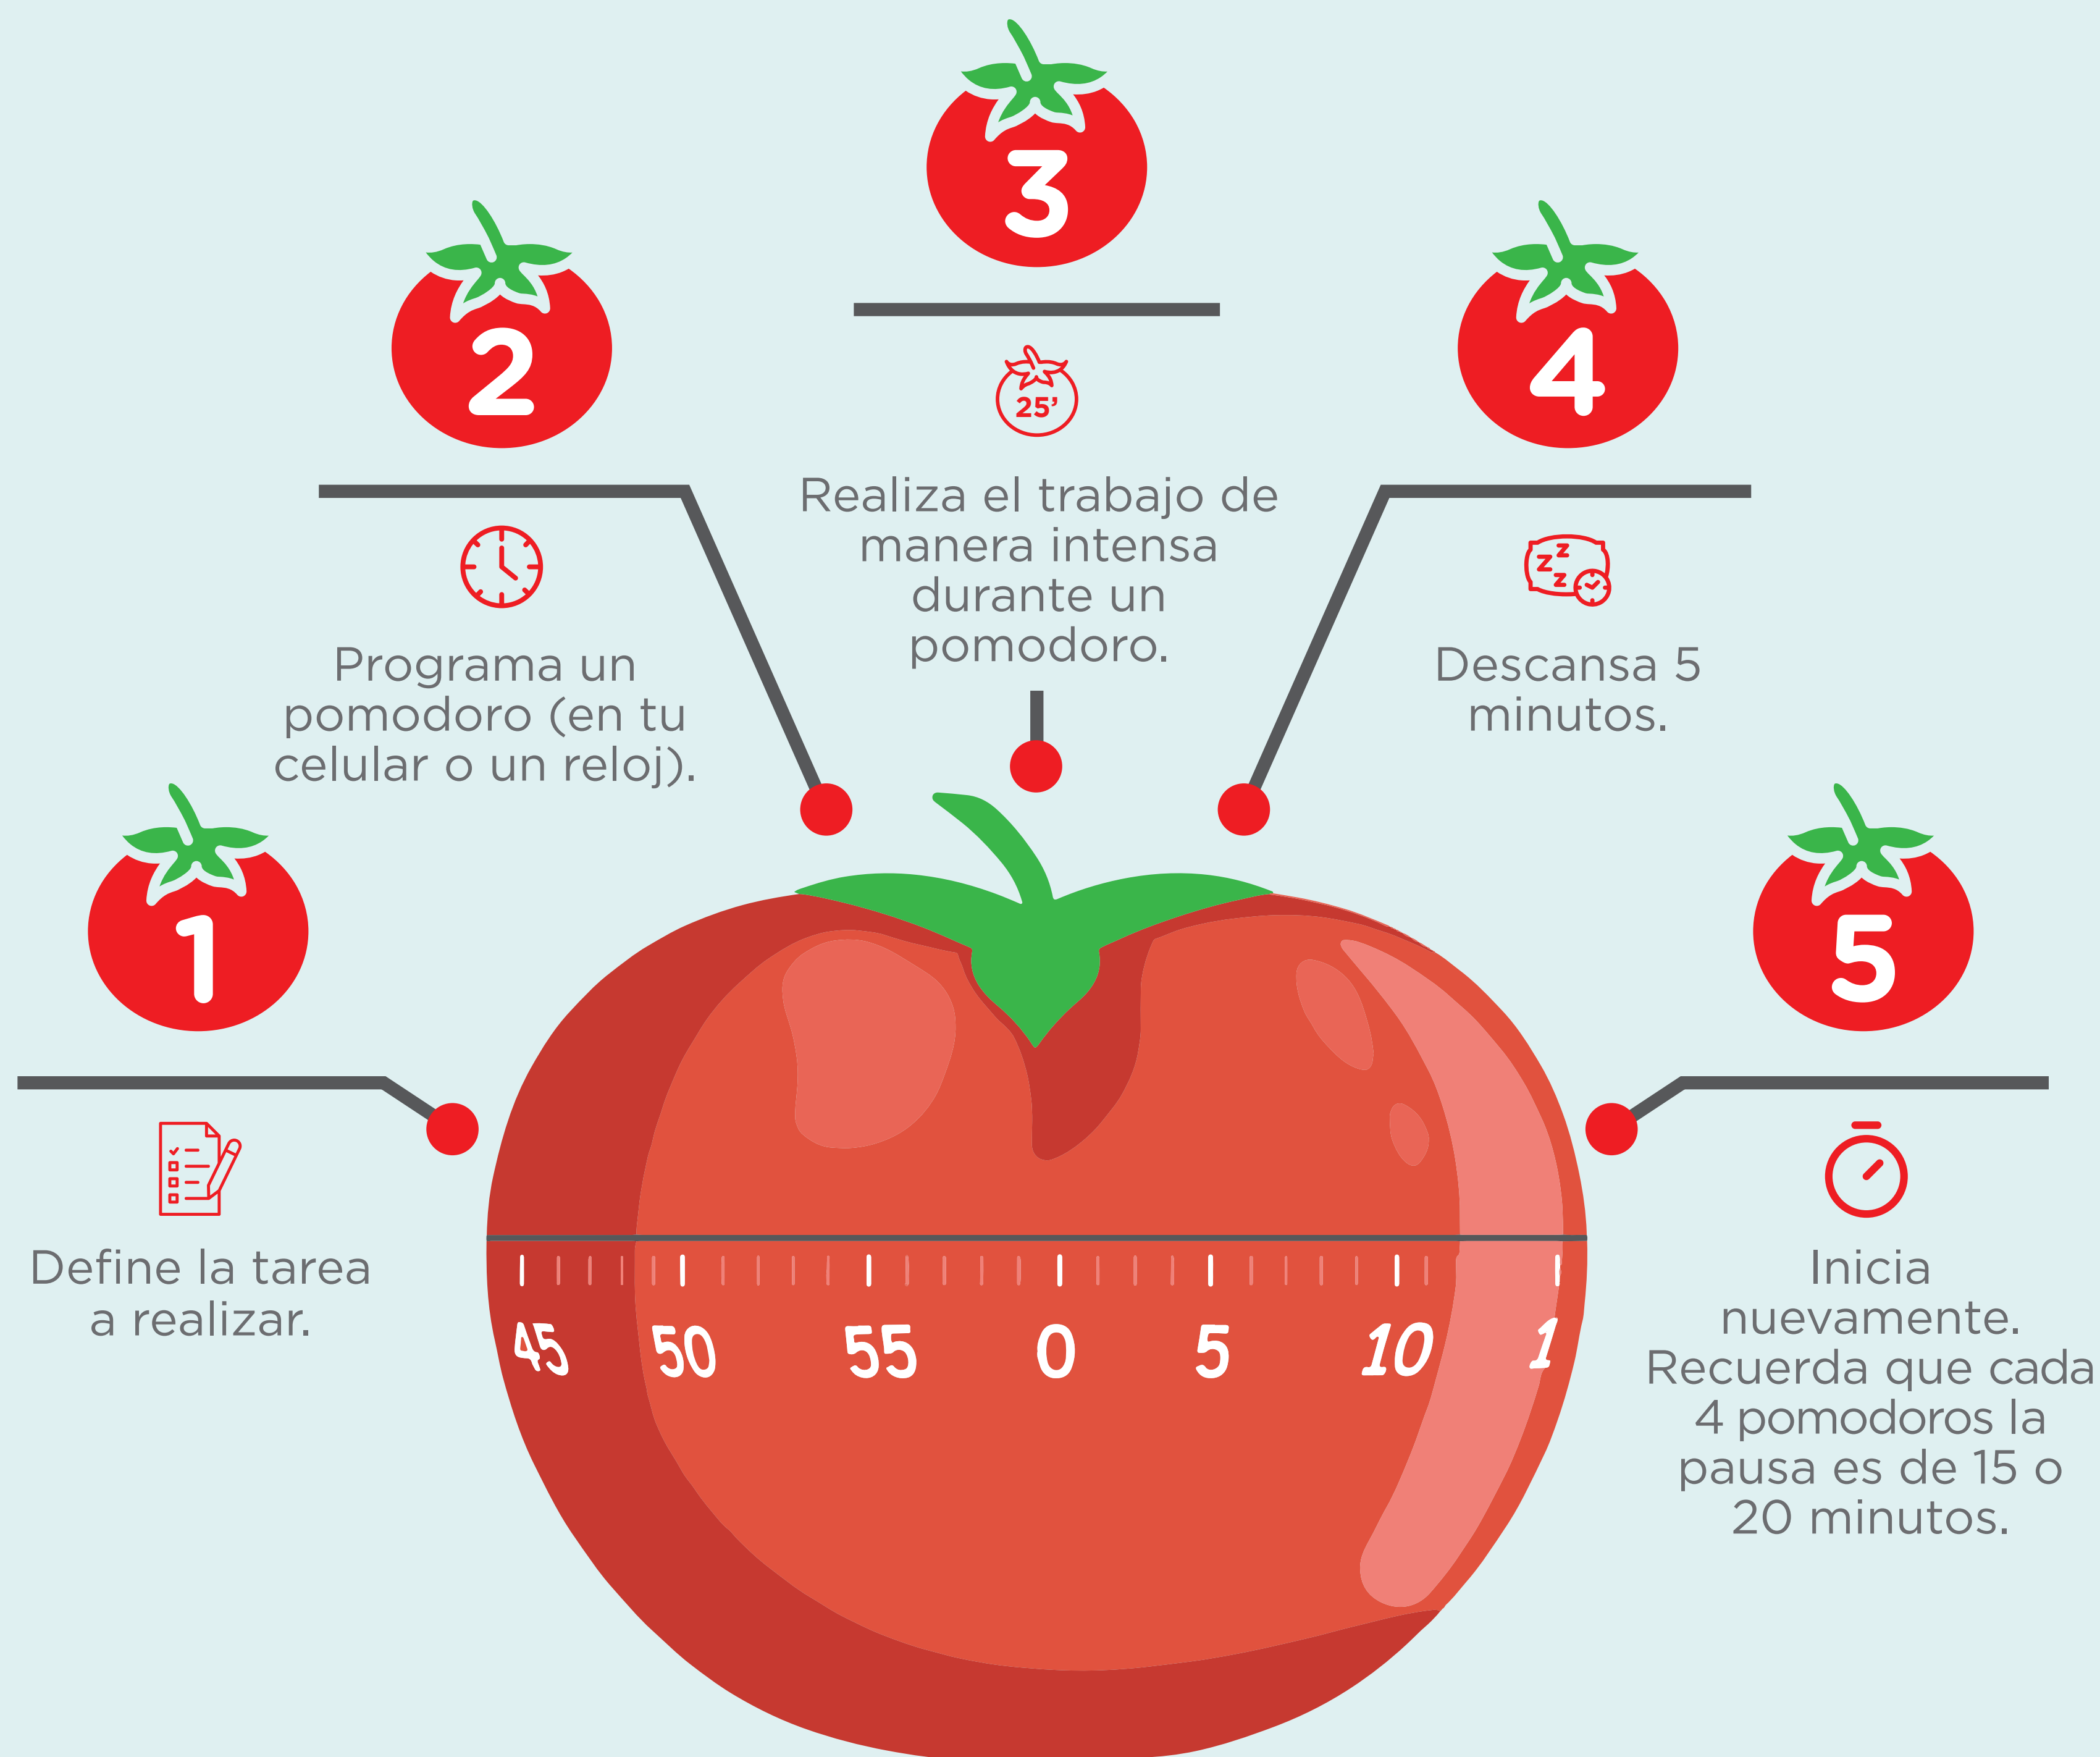 1
Define la tarea
a realizar.
2
Programa un
pomodoro (en tu
celular o un reloj).
3
25’
Realiza el trabajo de
manera intensa
durante un
pomodoro.
4
z z z z
Descansa 5
minutos.
5
Inicia
nuevamente.
Recuerda que cada
4 pomodoros la
pausa es de 15 o
20 minutos.
45 50 55 0 5 10 1